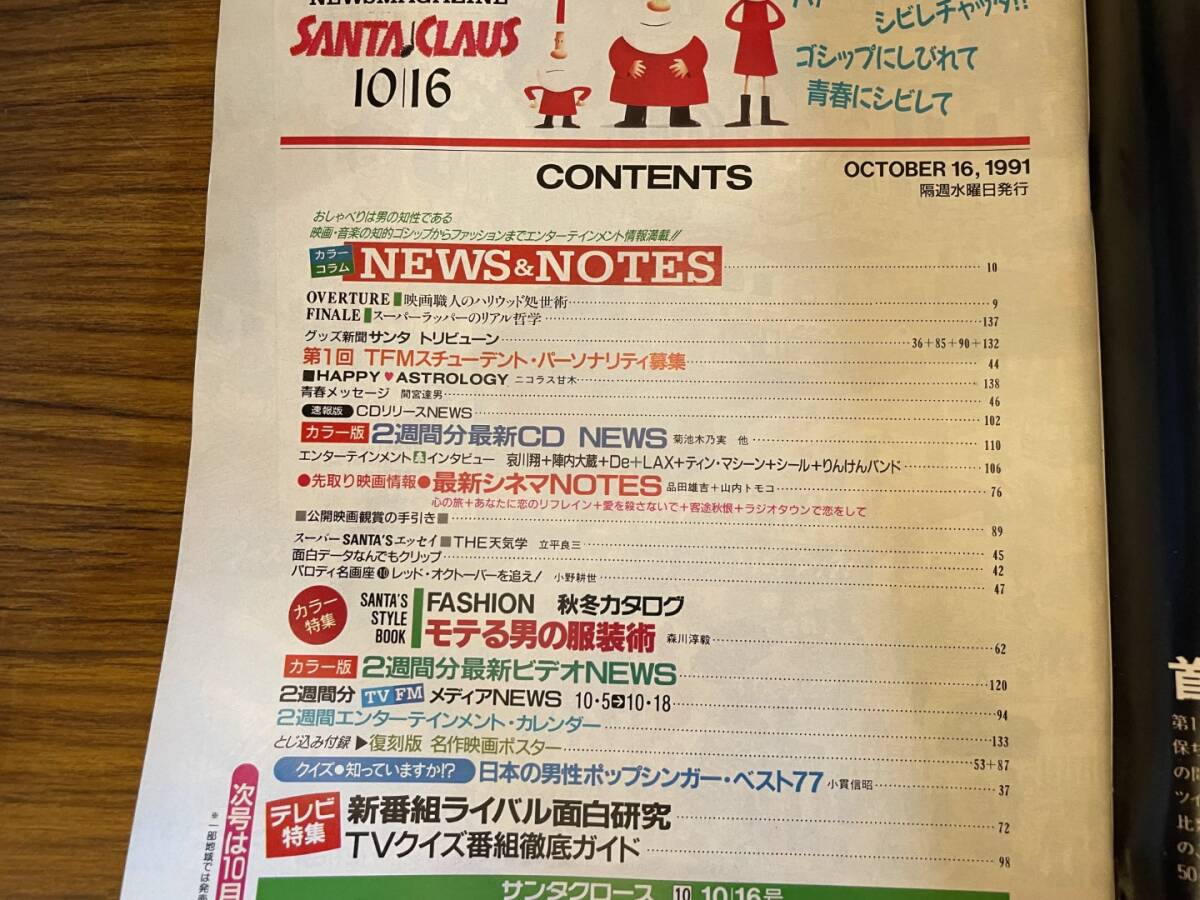 NEWSMAGAZINE
SANTA CLAUS
10|16
シビレチャッタ!!
ゴシップにしびれて
青春にシビレて
CONTENTS
OCTOBER 16, 1991
隔週水曜日発行
おしゃべりは男の知性である
映画・音楽の知的ゴシップからファッションまでエンターテインメント情報満載!!
カラーコラム NEWS&NOTES 10
OVERTURE 映画職人のハリウッド処世術 9
FINALE スーパーラッパーのリアル哲学 137
グッズ新聞サンタ トリビューン 36+85+90+132
第1回 TFMスチューデント・パーソナリティ募集 44
■HAPPY♥ASTROLOGY ニコラス甘木 138
青春メッセージ 間宮達男 46
速報版 CDリリースNEWS 102
カラー版 2週間分最新CD NEWS 菊池木乃実 他 110
エンターテインメント インタビュー 哀川翔+陣内大蔵+De+LAX+ティン・マシーン+シール+りんけんバンド 106
●先取り映画情報●最新シネマNOTES 品田雄吉+山内トモコ 76
心の旅+あなたに恋のリフレイン+愛を殺さないで+客途秋恨+ラジオタウンで恋をして
■公開映画観賞の手引き■ 89
スーパーSANTA'Sエッセイ■THE天気学 立平良三 45
面白データなんでもクリップ 42
パロディ名画座❿レッド・オクトーバーを追え! 小野耕世 47
カラー特集 SANTA'S STYLE BOOK FASHION 秋冬カタログ
モテる男の服装術 森川淳毅 62
カラー版 2週間分最新ビデオNEWS 120
2週間分 TV FM メディアNEWS 10・5➡10・18 94
2週間エンターテインメント・カレンダー 133
とじ込み付録 ▶復刻版 名作映画ポスター 53+87
クイズ●知っていますか!? 日本の男性ポップシンガー・ベスト77 小貫信昭 37
テレビ特集 新番組ライバル面白研究 72
TVクイズ番組徹底ガイド 98
サンタクロース 10 10|16号
次号は10月
※一部地域では発売
首
第1
保
の
ツイ
比
の
50